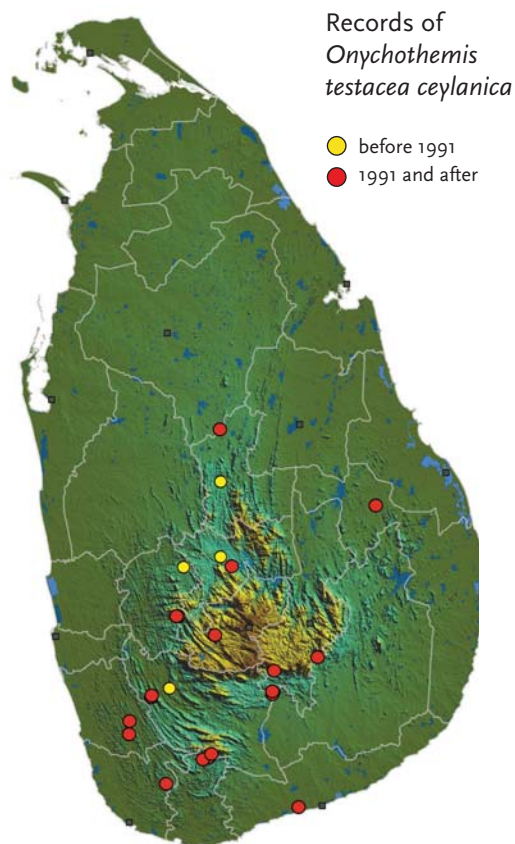 Records of
Onychothemis
testacea ceylanica
before 1991
1991 and after